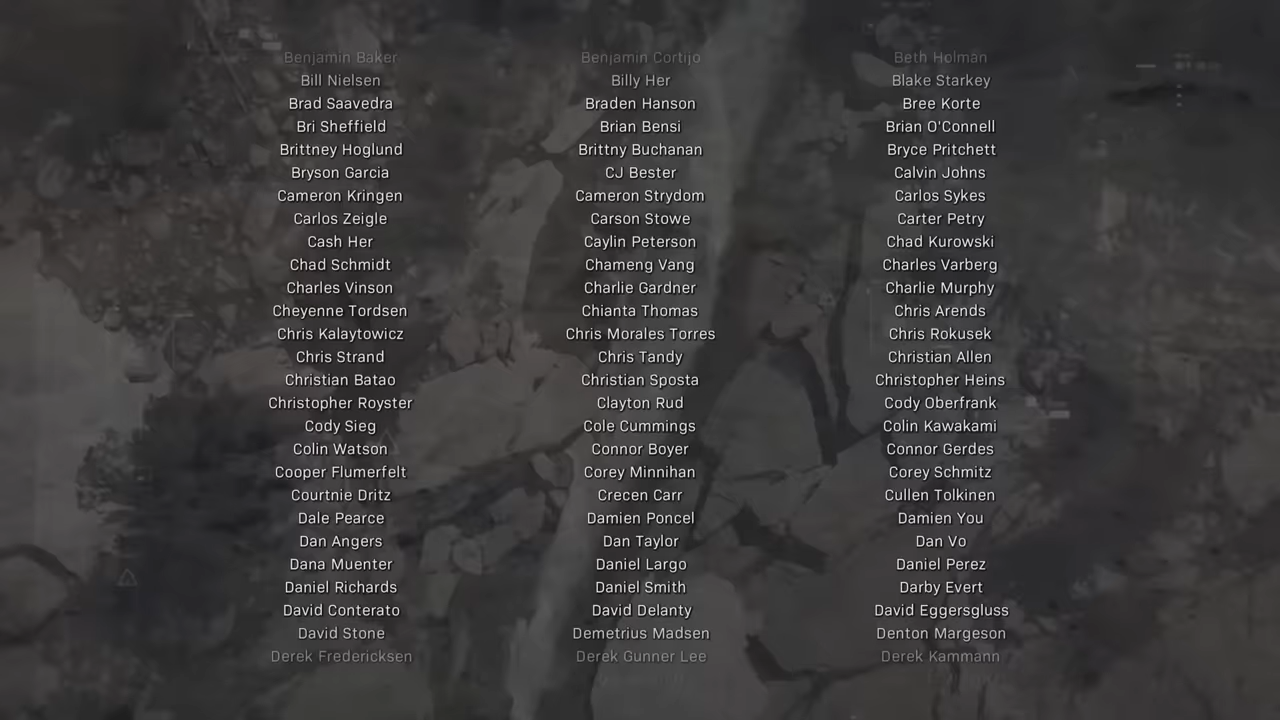 Benjamin Baker Benjamin Cortijo Beth Holman
Bill Nielsen Billy Her Blake Starkey
Brad Saavedra Braden Hanson Bree Korte
Bri Sheffield Brian Bensi Brian O'Connell
Brittney Hoglund Brittny Buchanan Bryce Pritchett
Bryson Garcia CJ Bester Calvin Johns
Cameron Kringen Cameron Strydom Carlos Sykes
Carlos Zeigle Carson Stowe Carter Petry
Cash Her Caylin Peterson Chad Kurowski
Chad Schmidt Chameng Vang Charles Varberg
Charles Vinson Charlie Gardner Charlie Murphy
Cheyenne Tordsen Chianta Thomas Chris Arends
Chris Kalaytowicz Chris Morales Torres Chris Rokusek
Chris Strand Chris Tandy Christian Allen
Christian Batao Christian Sposta Christopher Heins
Christopher Royster Clayton Rud Cody Oberfrank
Cody Sieg Cole Cummings Colin Kawakami
Colin Watson Connor Boyer Connor Gerdes
Cooper Flumerfelt Corey Minnihan Corey Schmitz
Courtnie Dritz Crecen Carr Cullen Tolkinen
Dale Pearce Damien Poncel Damien You
Dan Angers Dan Taylor Dan Vo
Dana Muenter Daniel Largo Daniel Perez
Daniel Richards Daniel Smith Darby Evert
David Conterato David Delanty David Eggersgluss
David Stone Demetrius Madsen Denton Margeson
Derek Fredericksen Derek Gunner Lee Derek Kammann